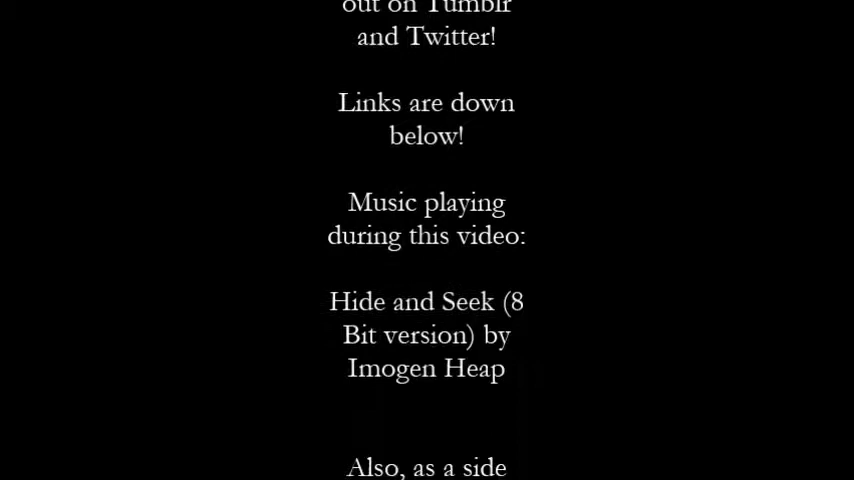 out on Tumblr
and Twitter!
Links are down
below!
Music playing
during this video:
Hide and Seek (8
Bit version) by
Imogen Heap
Also, as a side